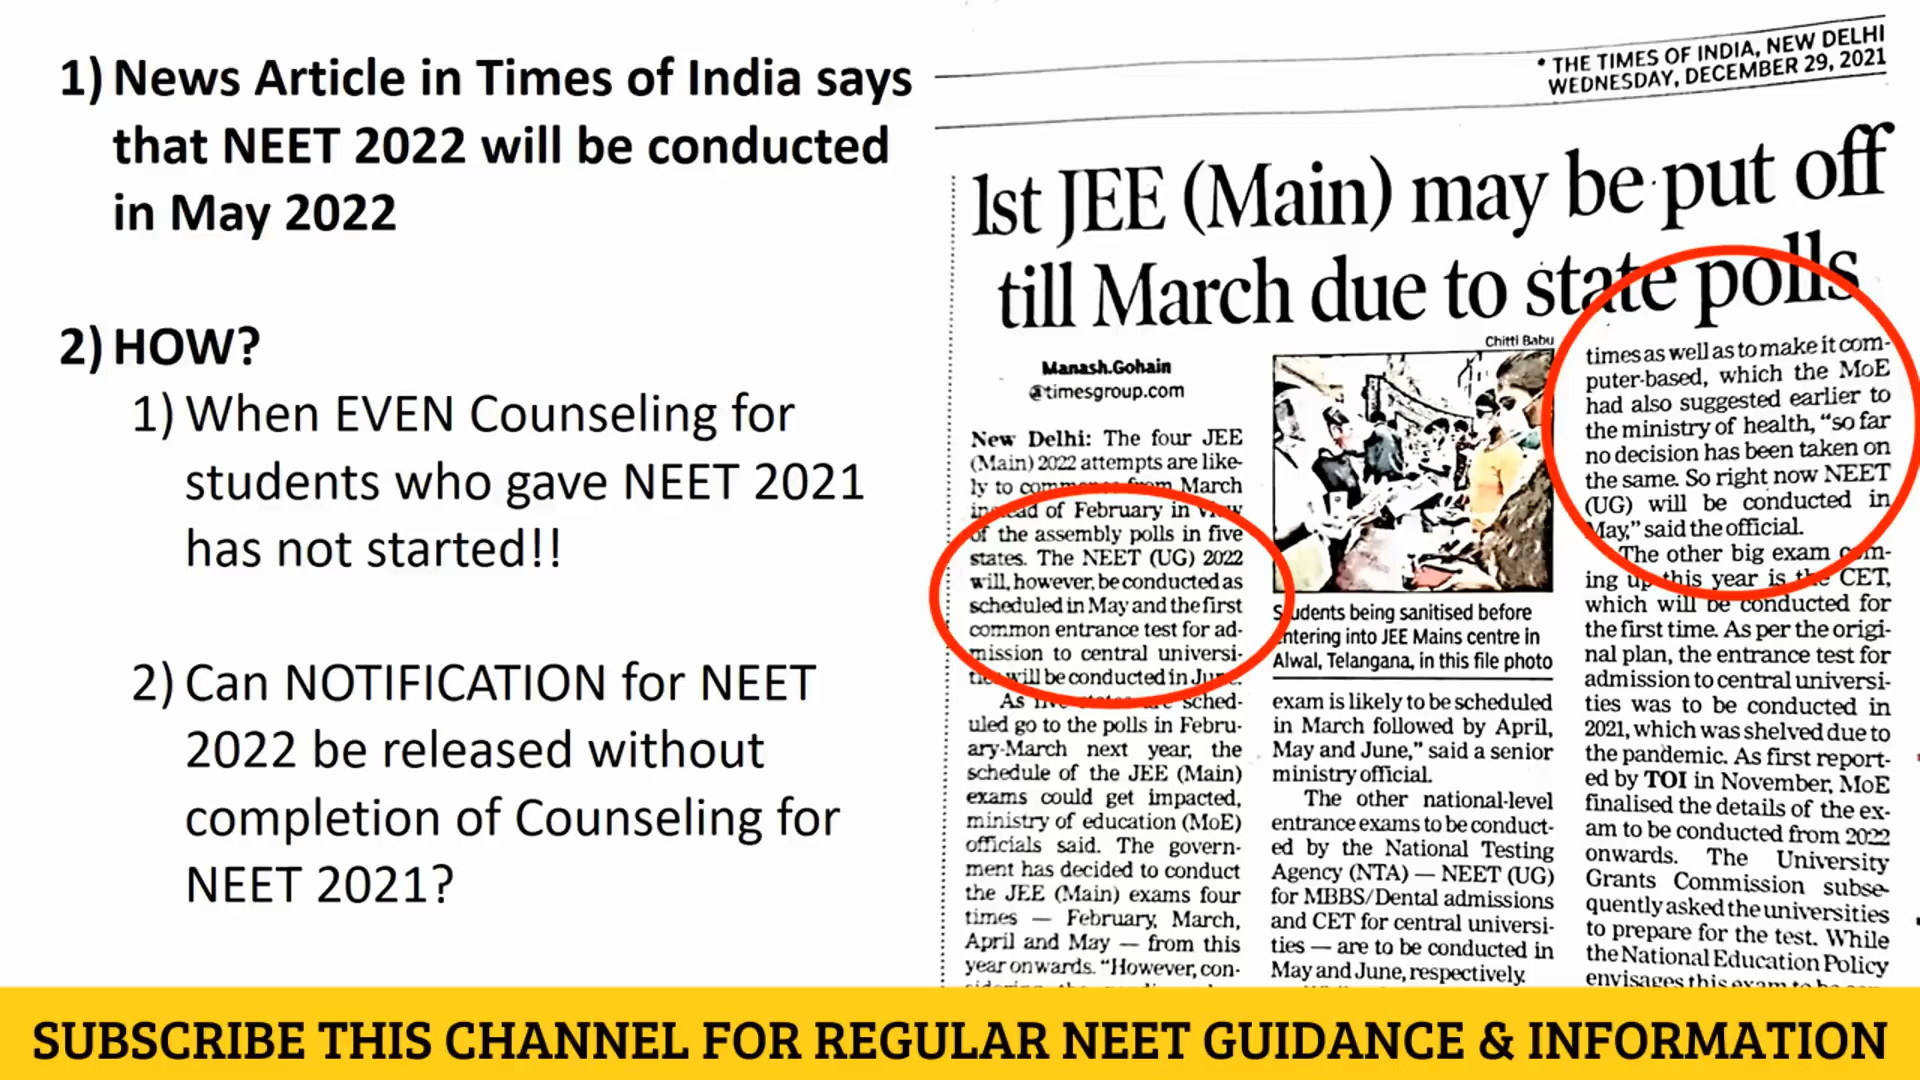 1) News Article in Times of India says
that NEET 2022 will be conducted
in May 2022
2) HOW?
1) When EVEN Counseling for
students who gave NEET 2021
has not started!!
2) Can NOTIFICATION for NEET
2022 be released without
completion of Counseling for
NEET 2021?
* THE TIMES OF INDIA, NEW DELHI
WEDNESDAY, DECEMBER 29, 2021
1st JEE (Main) may be put off
till March due to state polls
Manash.Gohain
@timesgroup.com
New Delhi: The four JEE
(Main) 2022 attempts are like-
ly to commence from March
instead of February in view
of the assembly polls in five
states. The NEET (UG) 2022
will, however, be conducted as
scheduled in May and the first
common entrance test for ad-
mission to central universi-
ties will be conducted in June.
As five states are sched-
uled go to the polls in Febru-
ary-March next year, the
schedule of the JEE (Main)
exams could get impacted,
ministry of education (MoE)
officials said. The govern-
ment has decided to conduct
the JEE (Main) exams four
times — February, March,
April and May — from this
year onwards. "However, con-
Chitti Babu
Students being sanitised before
entering into JEE Mains centre in
Alwal, Telangana, in this file photo
exam is likely to be scheduled
in March followed by April,
May and June," said a senior
ministry official.
The other national-level
entrance exams to be conduct-
ed by the National Testing
Agency (NTA) — NEET (UG)
for MBBS/Dental admissions
and CET for central universi-
ties — are to be conducted in
May and June, respectively.
times as well as to make it com-
puter-based, which the MoE
had also suggested earlier to
the ministry of health, "so far
no decision has been taken on
the same. So right now NEET
(UG) will be conducted in
May," said the official.
The other big exam com-
ing up this year is the CET,
which will be conducted for
the first time. As per the origi-
nal plan, the entrance test for
admission to central universi-
ties was to be conducted in
2021, which was shelved due to
the pandemic. As first report-
ed by TOI in November, MoE
finalised the details of the ex-
am to be conducted from 2022
onwards. The University
Grants Commission subse-
quently asked the universities
to prepare for the test. While
the National Education Policy
envisages this exam to be
SUBSCRIBE THIS CHANNEL FOR REGULAR NEET GUIDANCE & INFORMATION